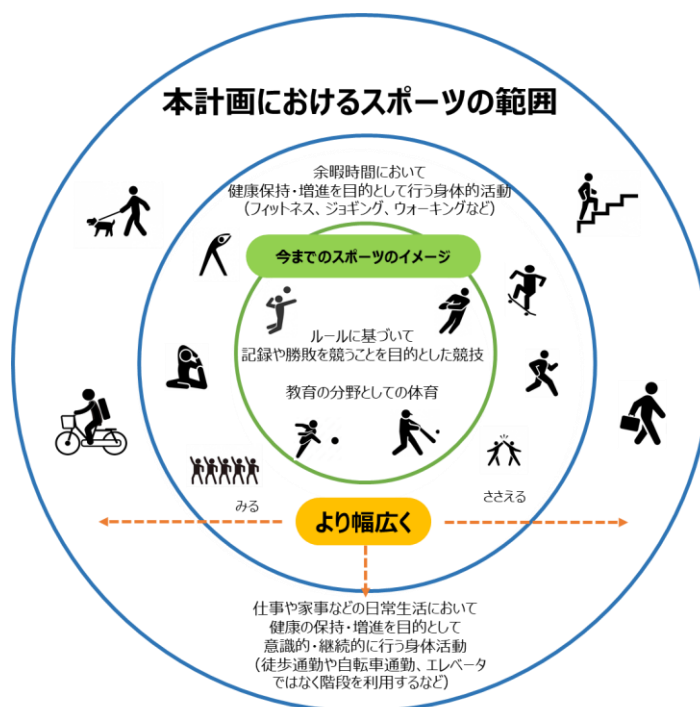 本計画におけるスポーツの範囲
余暇時間において
健康保持・増進を目的として行う身体的活動
(フィットネス、ジョギング、ウォーキングなど)
今までのスポーツのイメージ
ルールに基づいて
記録や勝敗を競うことを目的とした競技
教育の分野としての体育
みる
ささえる
より幅広く
仕事や家事などの日常生活において
健康の保持・増進を目的として
意識的・継続的に行う身体活動
(徒歩通勤や自転車通勤、エレベータ
ではなく階段を利用するなど)